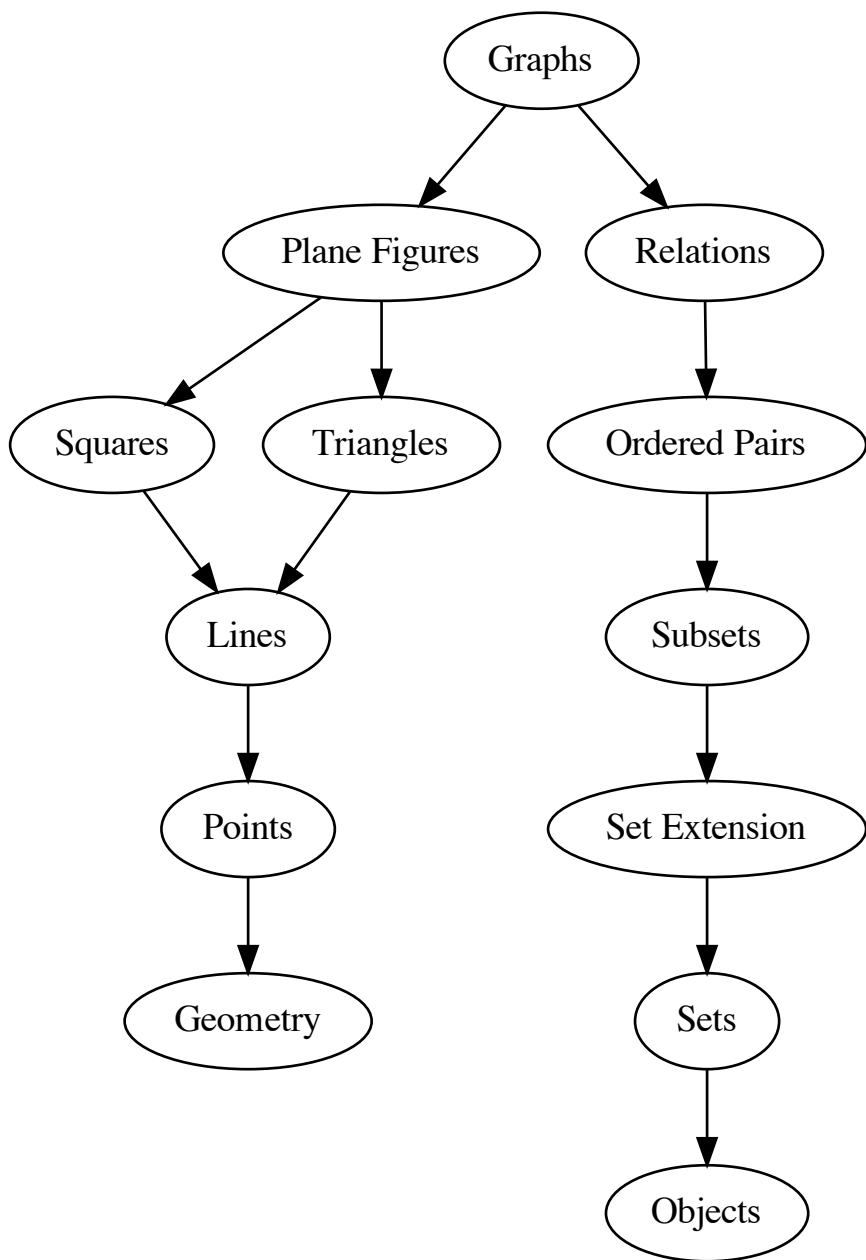 Graphs
Plane Figures
Relations
Squares
Triangles
Ordered Pairs
Lines
Subsets
Points
Set Extension
Geometry
Sets
Objects